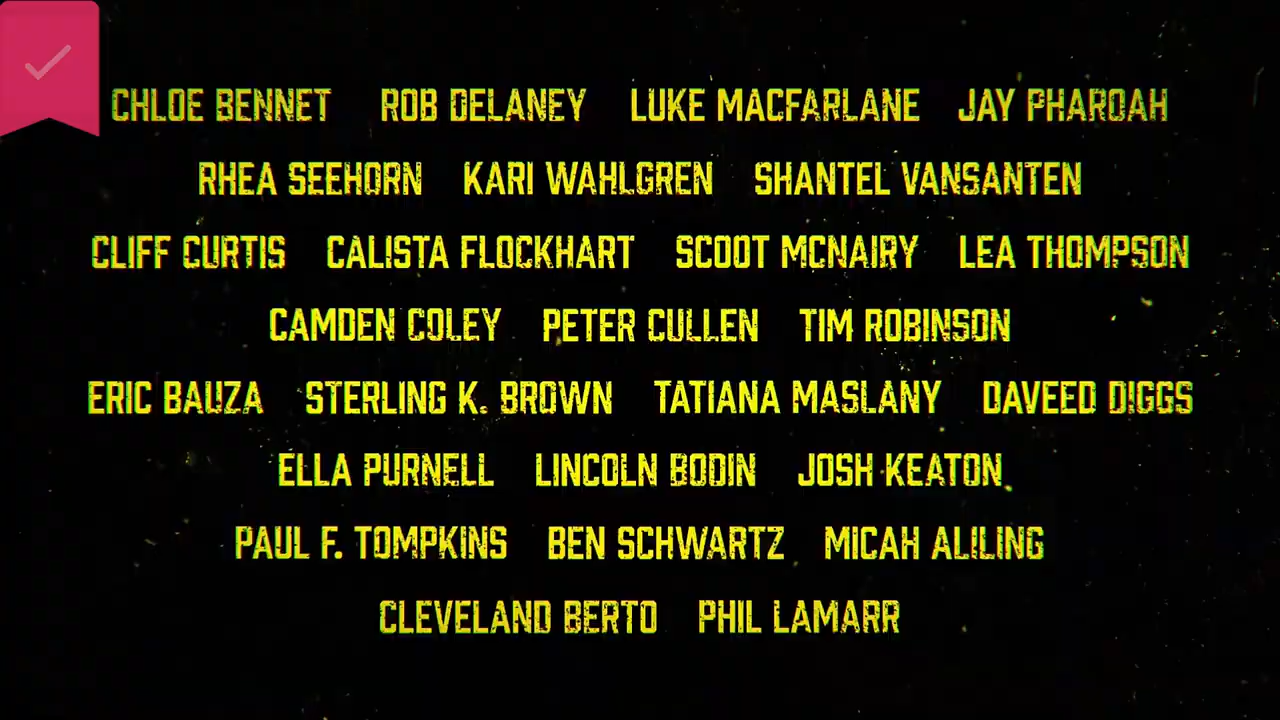 CHLOE BENNET ROB DELANEY LUKE MACFARLANE JAY PHAROAH
RHEA SEEHORN KARI WAHLGREN SHANTEL VANSANTEN
CLIFF CURTIS CALISTA FLOCKHART SCOOT MCNAIRY LEA THOMPSON
CAMDEN COLEY PETER CULLEN TIM ROBINSON
ERIC BAUZA STERLING K. BROWN TATIANA MASLANY DAVEED DIGGS
ELLA PURNELL LINCOLN BODIN JOSH KEATON
PAUL F. TOMPKINS BEN SCHWARTZ MICAH ALILING
CLEVELAND BERTO PHIL LAMARR